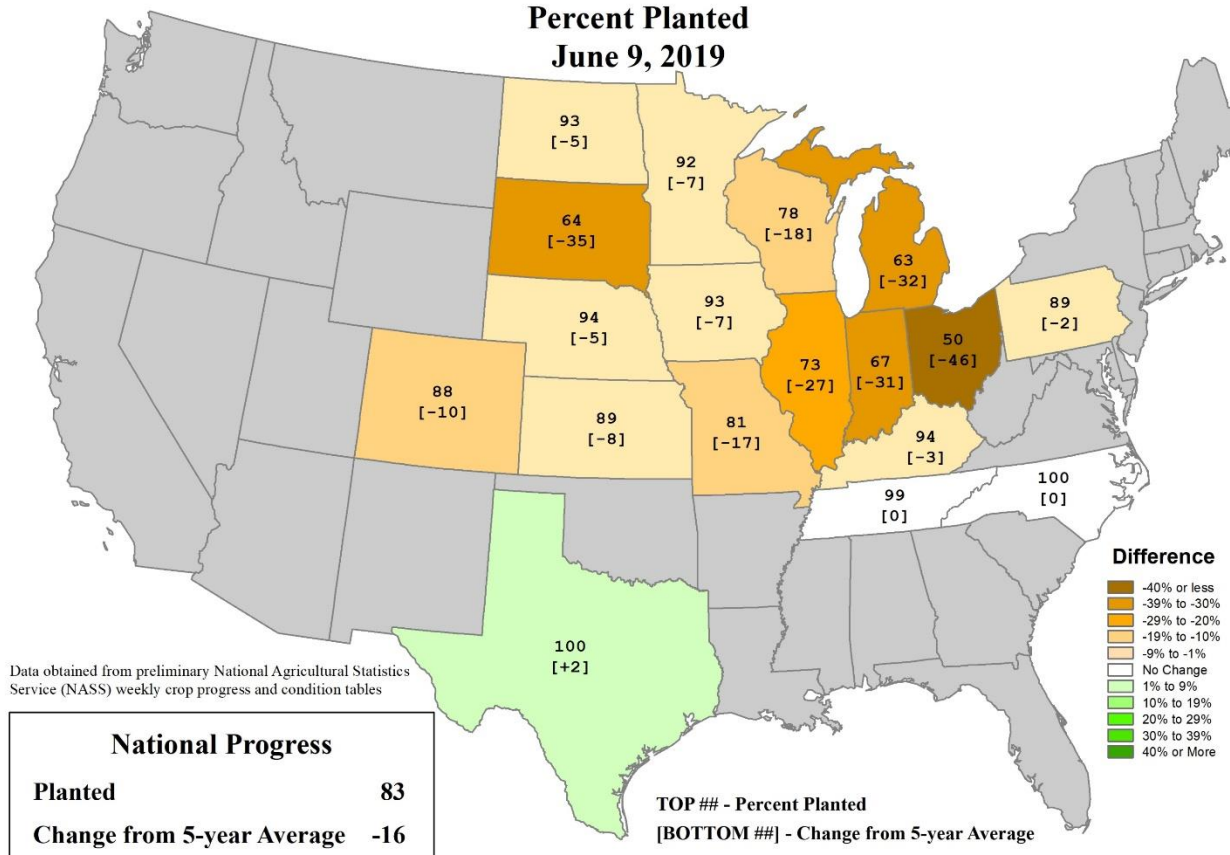 Percent Planted
June 9, 2019
93
[-5]
92
[-7]
64
[-35]
78
[-18]
63
[-32]
94
[-5]
93
[-7]
89
[-2]
50
[-46]
73
[-27]
67
[-31]
88
[-10]
89
[-8]
81
[-17]
94
[-3]
99
[0]
100
[0]
100
[+2]
Difference
-40% or less
-39% to -30%
-29% to -20%
-19% to -10%
-9% to -1%
No Change
1% to 9%
10% to 19%
20% to 29%
30% to 39%
40% or More
Data obtained from preliminary National Agricultural Statistics
Service (NASS) weekly crop progress and condition tables
National Progress
Planted 83
Change from 5-year Average -16
TOP ## - Percent Planted
[BOTTOM ##] - Change from 5-year Average